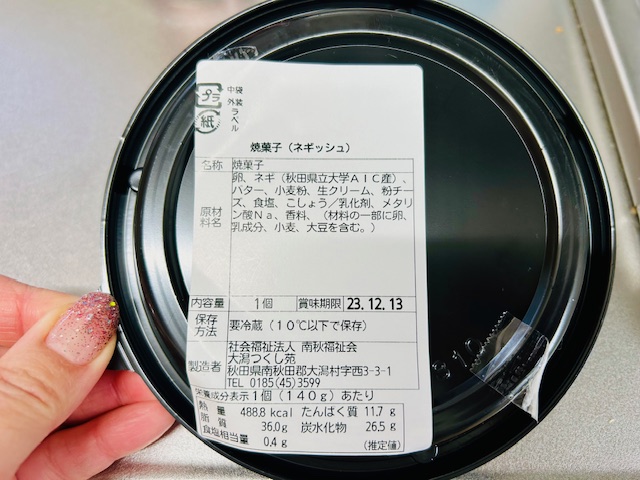 プラ
中袋
外装
紙
ラベル
焼菓子（ネギッシュ）
名称 焼菓子
原材料名
卵、ネギ（秋田県立大学AIC産）、
バター、小麦粉、生クリーム、粉チー
ズ、食塩、こしょう／乳化剤、メタリ
ン酸Na、香料、（材料の一部に卵、
乳成分、小麦、大豆を含む。）
内容量 1個 賞味期限 23.12.13
保存方法 要冷蔵（10℃以下で保存）
製造者
社会福祉法人 南秋福祉会
大潟つくし苑
秋田県南秋田郡大潟村字西3-3-1
TEL 0185(45)3599
栄養成分表示1個（140g）あたり
熱量 488.8 kcal たんぱく質 11.7 g
脂質 36.0 g 炭水化物 26.5 g
食塩相当量 0.4 g （推定値）